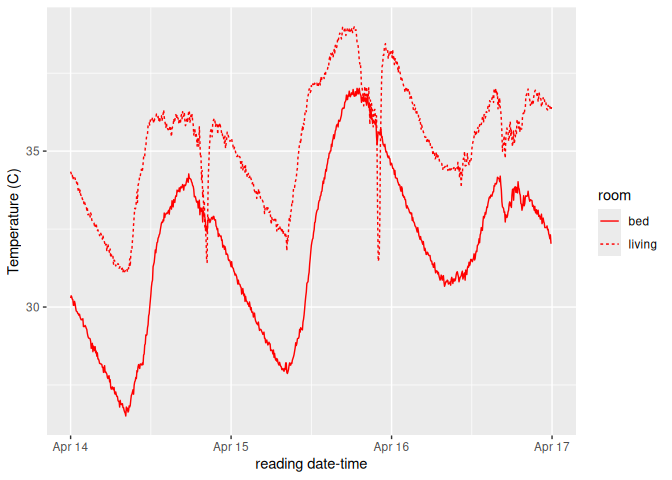 Temperature (C)
35
30
Apr 14
Apr 15
Apr 16
Apr 17
reading date-time
room
bed
living